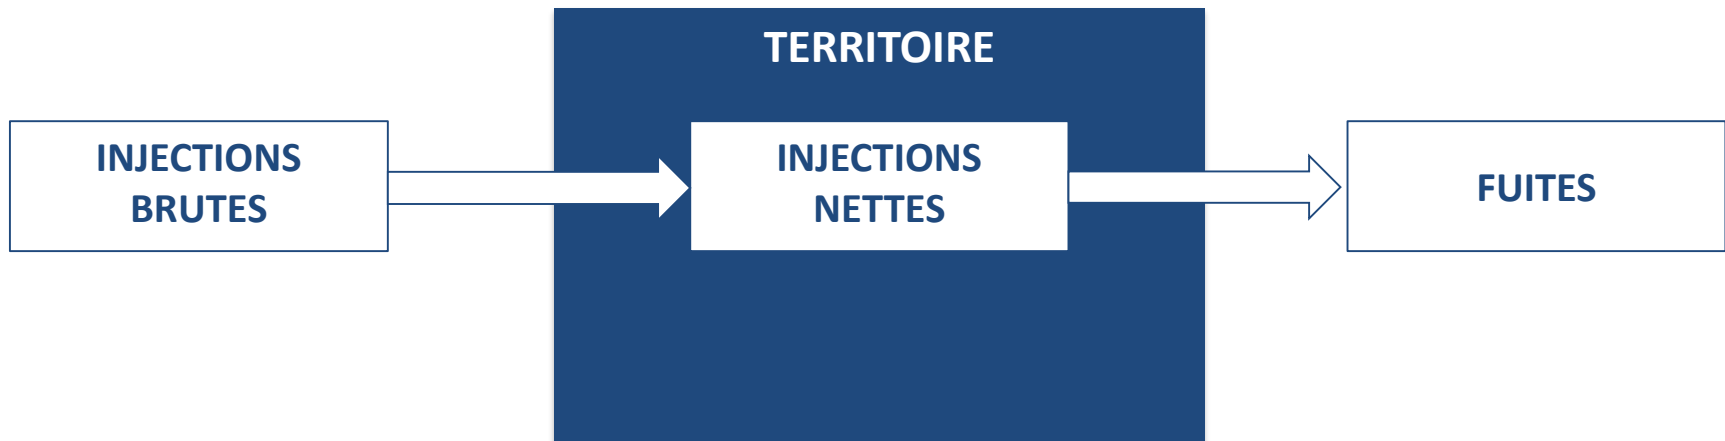 TERRITOIRE
INJECTIONS
BRUTES
INJECTIONS
NETTES
FUITES